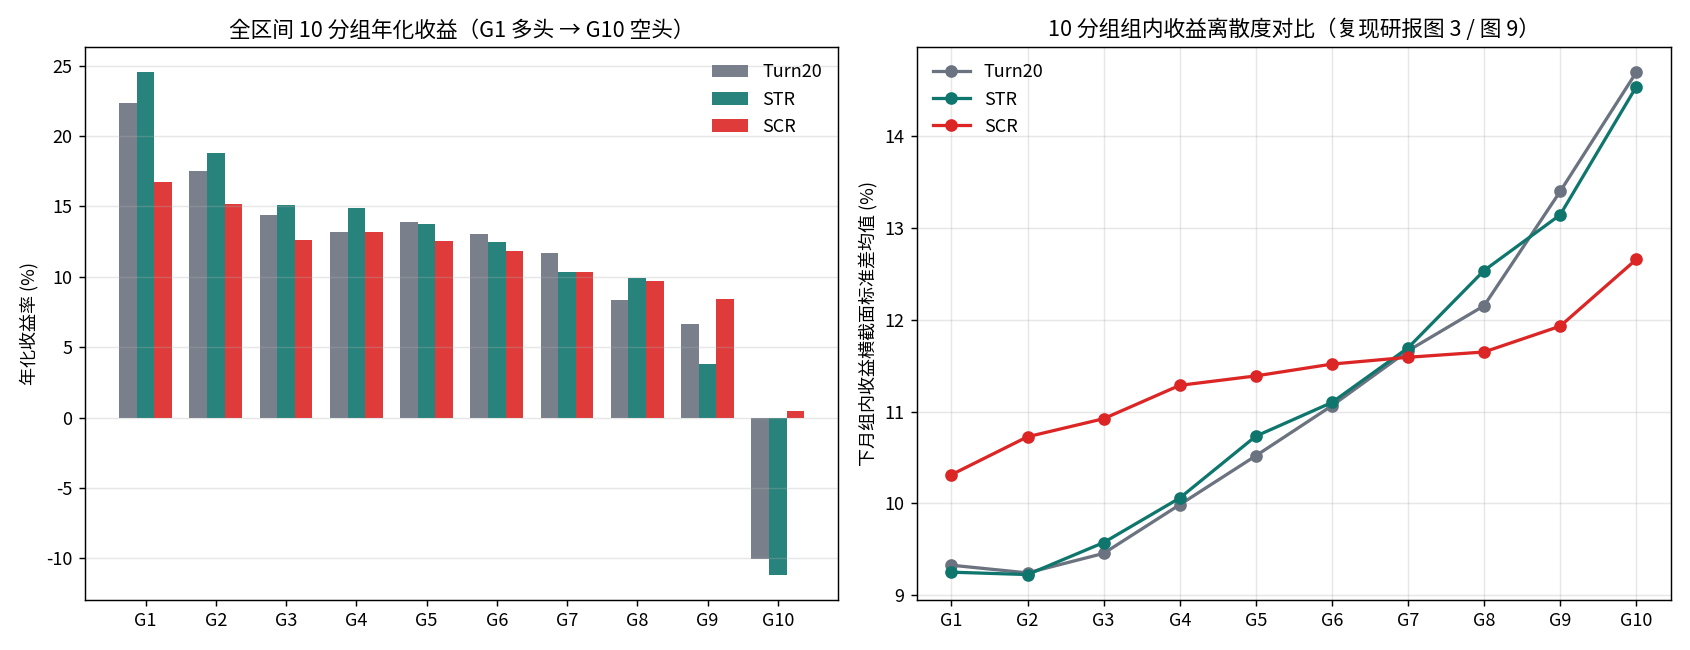 全区间 10 分组年化收益（G1 多头 → G10 空头）
年化收益率 (%)
25
20
15
10
5
0
-5
-10
Turn20
STR
SCR
G1 G2 G3 G4 G5 G6 G7 G8 G9 G10
10 分组组内收益离散度对比（复现研报图 3 / 图 9）
下月组内收益横截面标准差均值 (%)
14
13
12
11
10
9
Turn20
STR
SCR
G1 G2 G3 G4 G5 G6 G7 G8 G9 G10